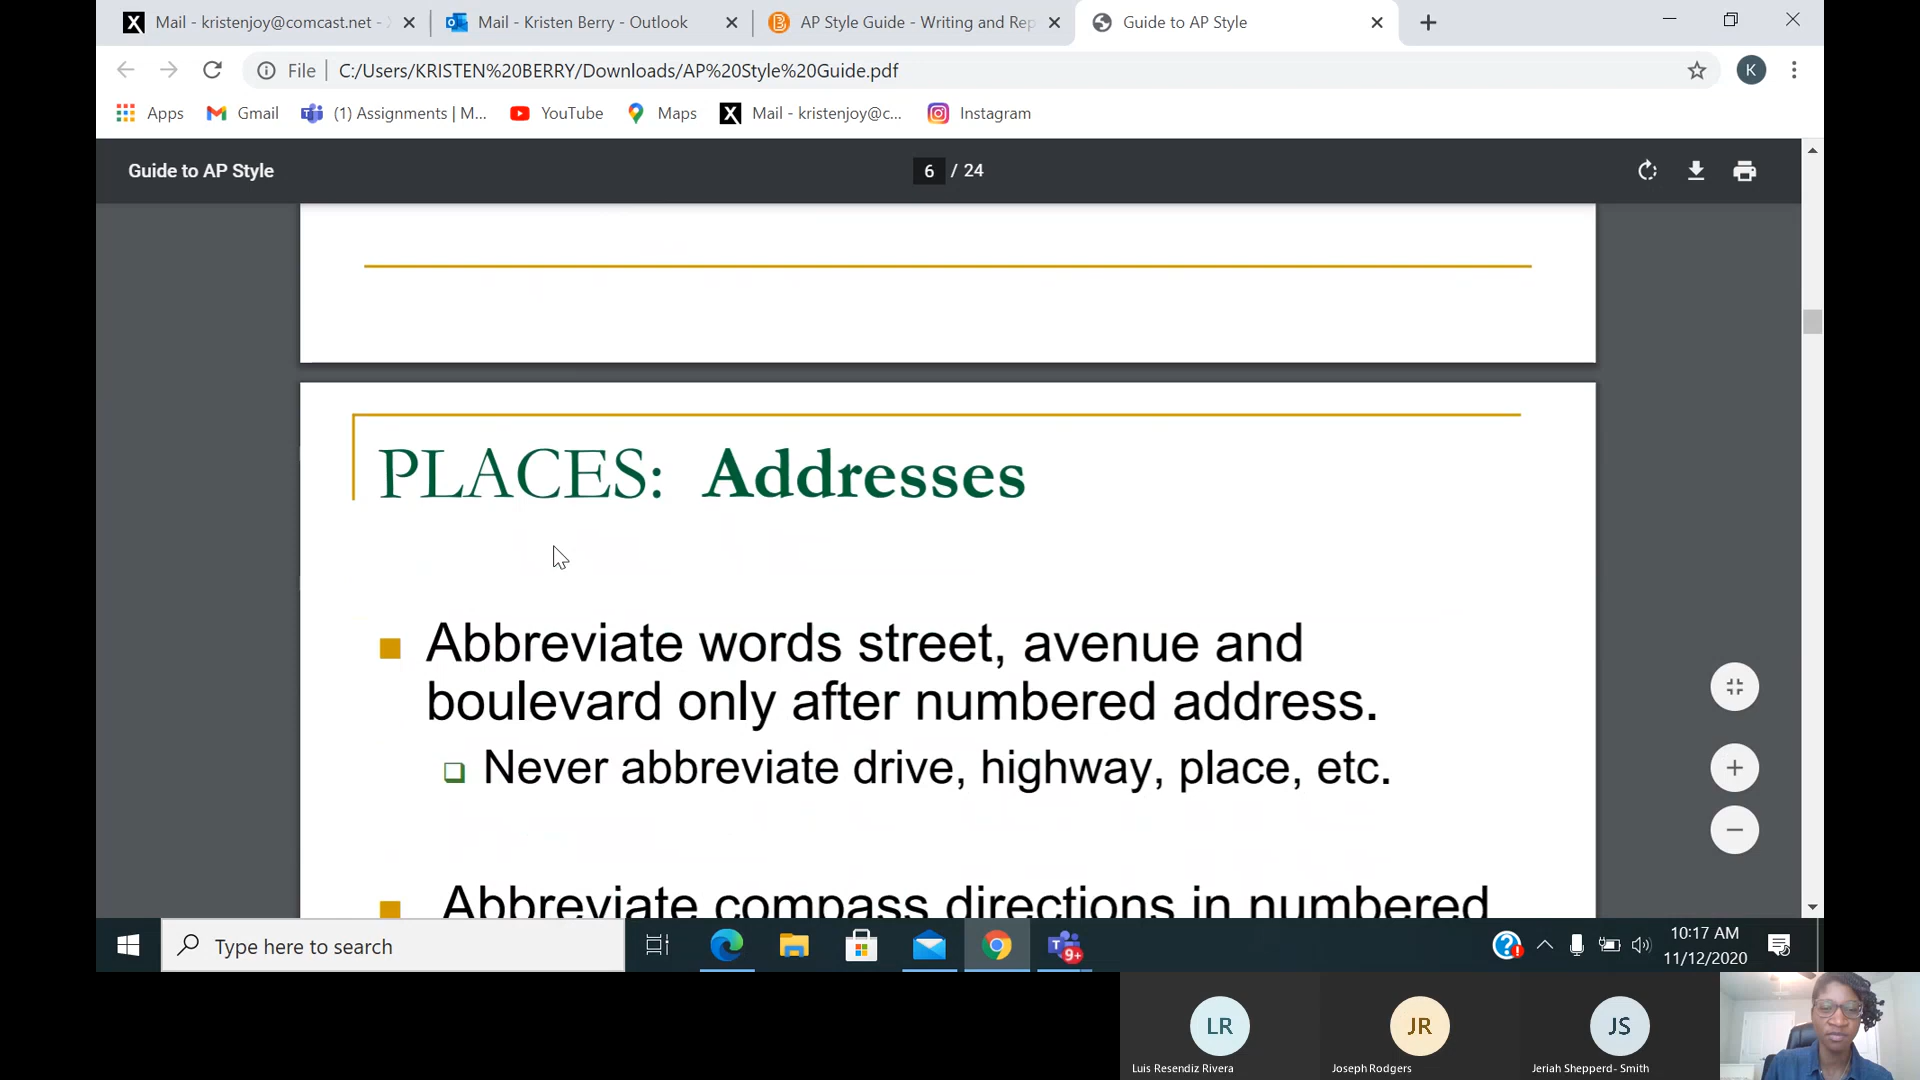 Mail - kristenjoy@comcast.net -
Mail - Kristen Berry - Outlook
AP Style Guide - Writing and Rep
Guide to AP Style
File
C:/Users/KRISTEN%20BERRY/Downloads/AP%20Style%20Guide.pdf
K
Apps
Gmail
(1) Assignments | M...
YouTube
Maps
Mail - kristenjoy@c...
Instagram
Guide to AP Style
6 / 24
PLACES: Addresses
Abbreviate words street, avenue and
boulevard only after numbered address.
Never abbreviate drive, highway, place, etc.
Abbreviate compass directions in numbered
Type here to search
9+
10:17 AM
11/12/2020
LR
JR
JS
Luis Resendiz Rivera
Joseph Rodgers
Jeriah Shepperd- Smith